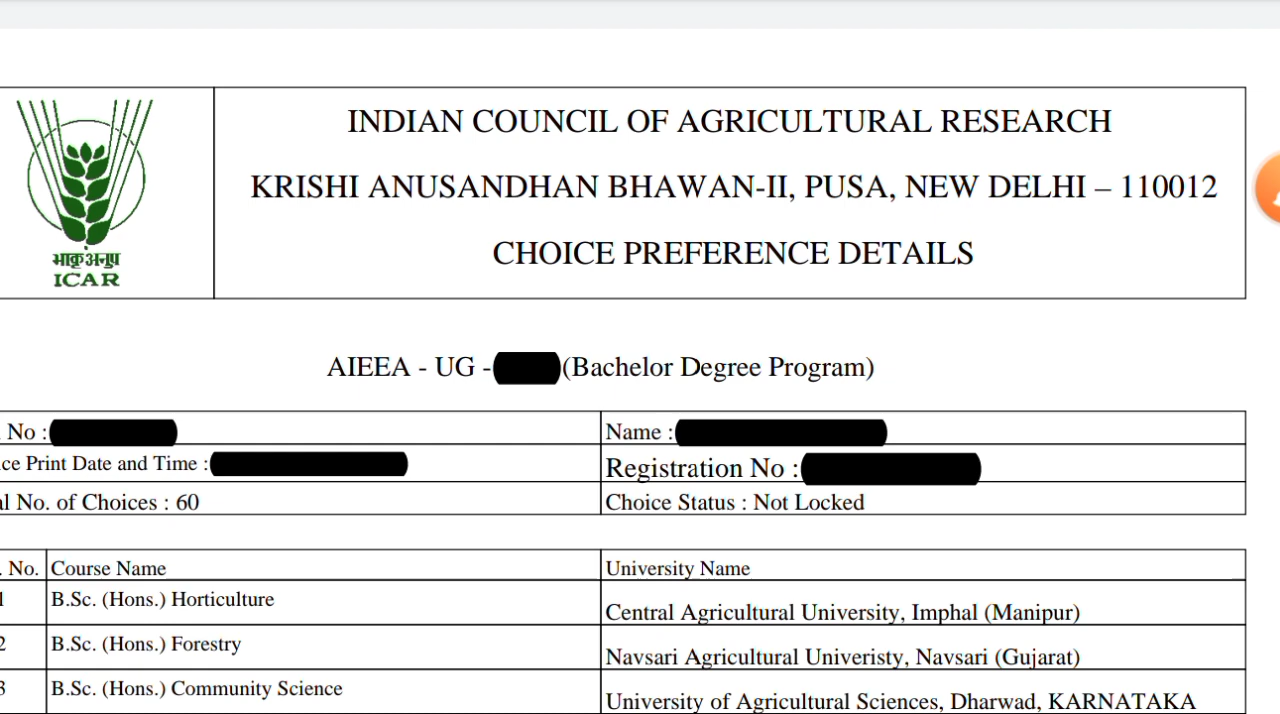 INDIAN COUNCIL OF AGRICULTURAL RESEARCH
KRISHI ANUSANDHAN BHAWAN-II, PUSA, NEW DELHI – 110012
CHOICE PREFERENCE DETAILS
भाकृअनुप
ICAR
AIEEA - UG - (Bachelor Degree Program)
No :
Name :
ce Print Date and Time :
Registration No :
al No. of Choices : 60
Choice Status : Not Locked
. No. Course Name University Name
1 B.Sc. (Hons.) Horticulture Central Agricultural University, Imphal (Manipur)
2 B.Sc. (Hons.) Forestry Navsari Agricultural Univeristy, Navsari (Gujarat)
3 B.Sc. (Hons.) Community Science University of Agricultural Sciences, Dharwad, KARNATAKA